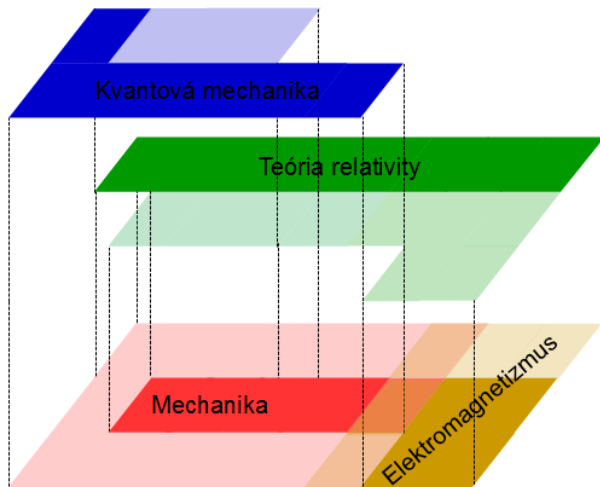 Kvantová mechanika
Teória relativity
Mechanika
Elektromagnetizmus